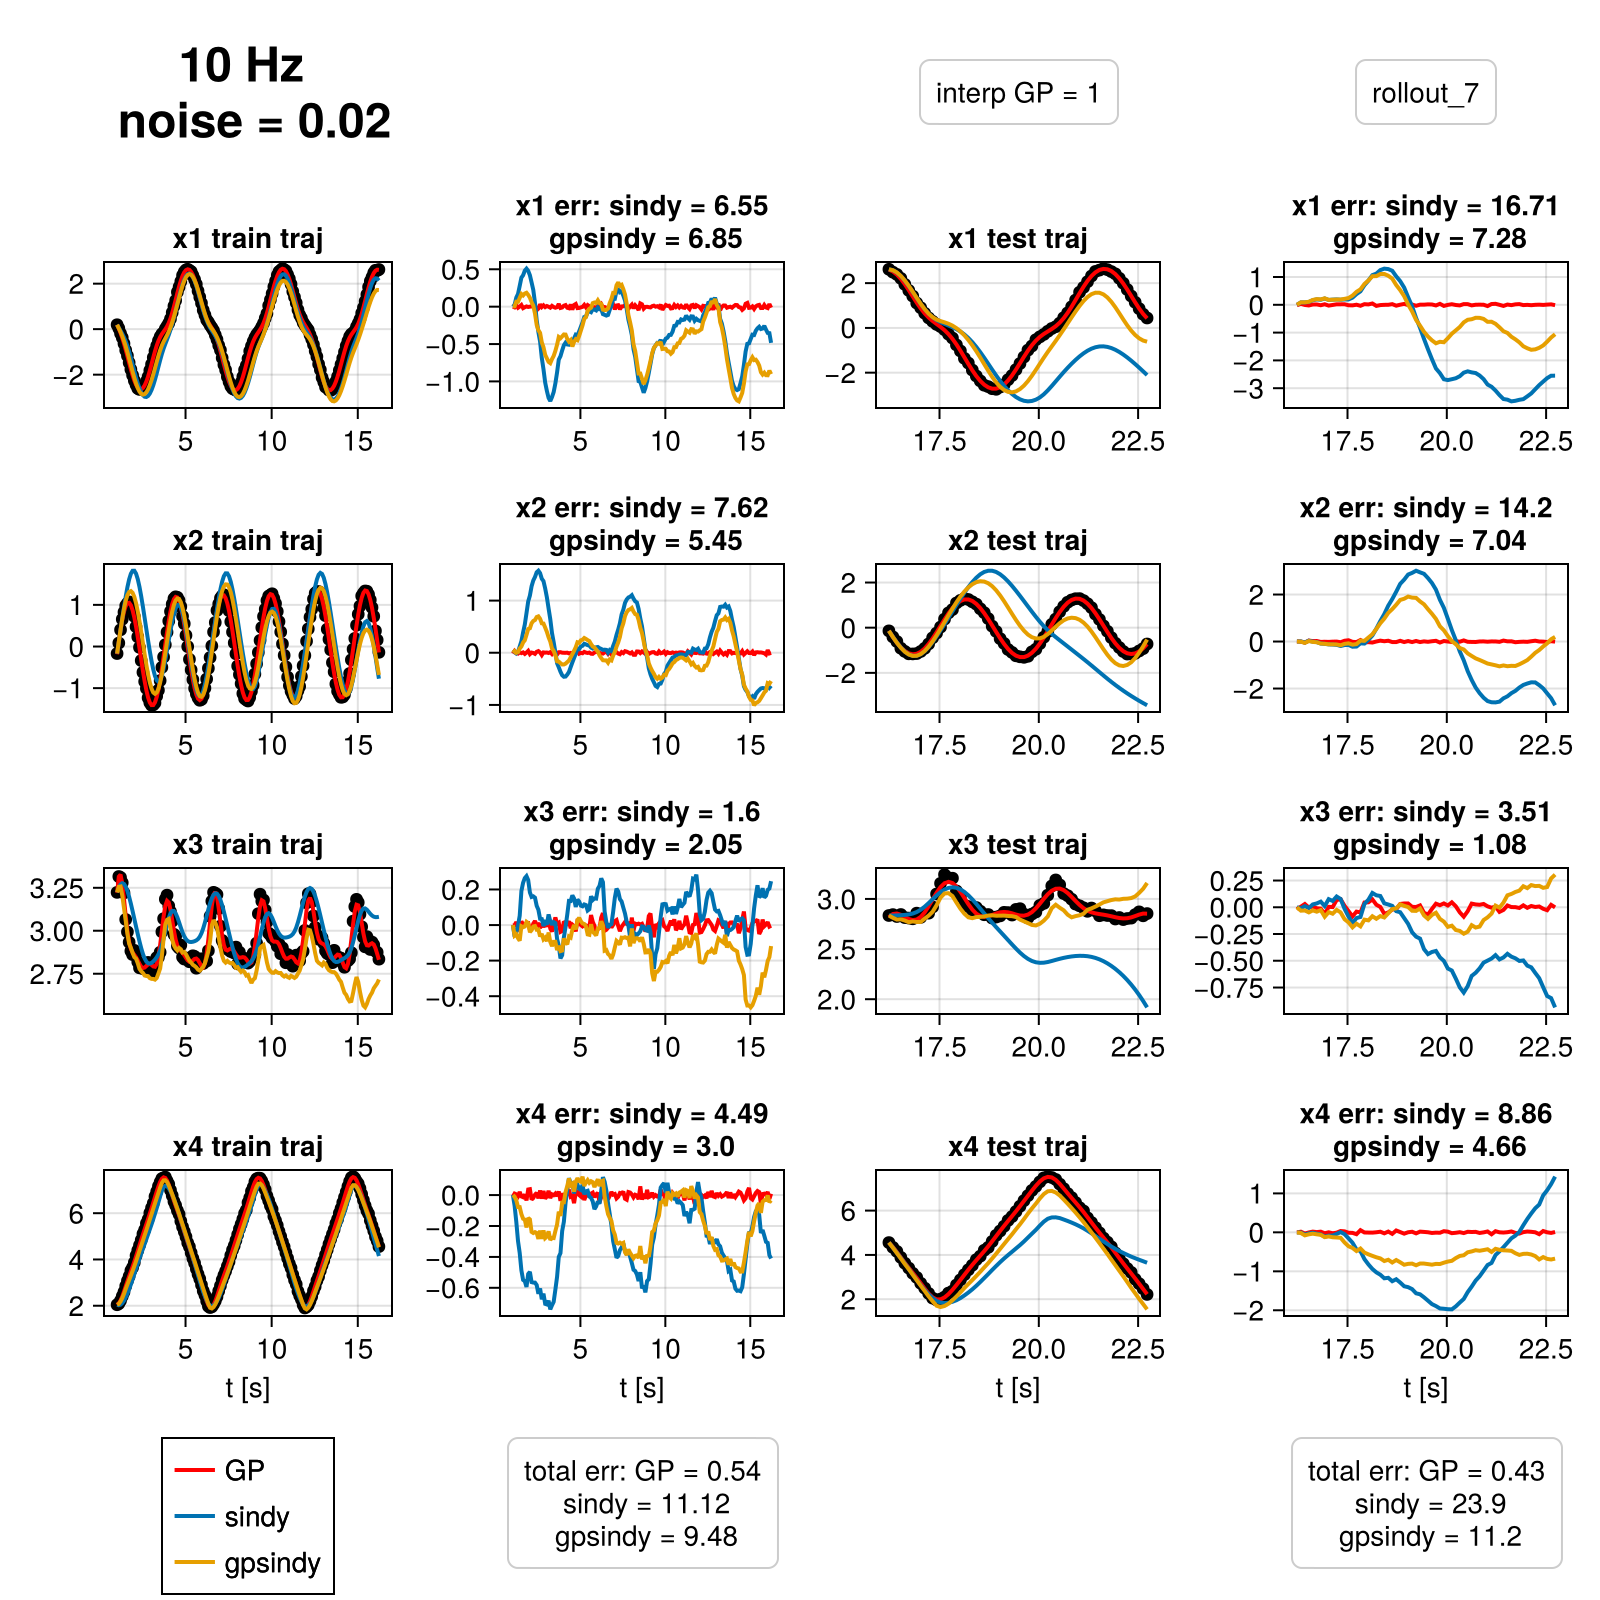 10 Hz
noise = 0.02
interp GP = 1
rollout_7
x1 train traj
2
0
−2
5
10
15
x1 err: sindy = 6.55
gpsindy = 6.85
0.5
0.0
−0.5
−1.0
5
10
15
x1 test traj
2
0
−2
17.5
20.0
22.5
x1 err: sindy = 16.71
gpsindy = 7.28
1
0
−1
−2
−3
17.5
20.0
22.5
x2 train traj
1
0
−1
5
10
15
x2 err: sindy = 7.62
gpsindy = 5.45
1
0
−1
5
10
15
x2 test traj
2
0
−2
17.5
20.0
22.5
x2 err: sindy = 14.2
gpsindy = 7.04
2
0
−2
17.5
20.0
22.5
x3 train traj
3.25
3.00
2.75
5
10
15
x3 err: sindy = 1.6
gpsindy = 2.05
0.2
0.0
−0.2
−0.4
5
10
15
x3 test traj
3.0
2.5
2.0
17.5
20.0
22.5
x3 err: sindy = 3.51
gpsindy = 1.08
0.25
0.00
−0.25
−0.50
−0.75
17.5
20.0
22.5
x4 train traj
6
4
2
5
10
15
t [s]
x4 err: sindy = 4.49
gpsindy = 3.0
0.0
−0.2
−0.4
−0.6
5
10
15
t [s]
x4 test traj
6
4
2
17.5
20.0
22.5
t [s]
x4 err: sindy = 8.86
gpsindy = 4.66
1
0
−1
−2
17.5
20.0
22.5
t [s]
GP
sindy
gpsindy
total err: GP = 0.54
sindy = 11.12
gpsindy = 9.48
total err: GP = 0.43
sindy = 23.9
gpsindy = 11.2